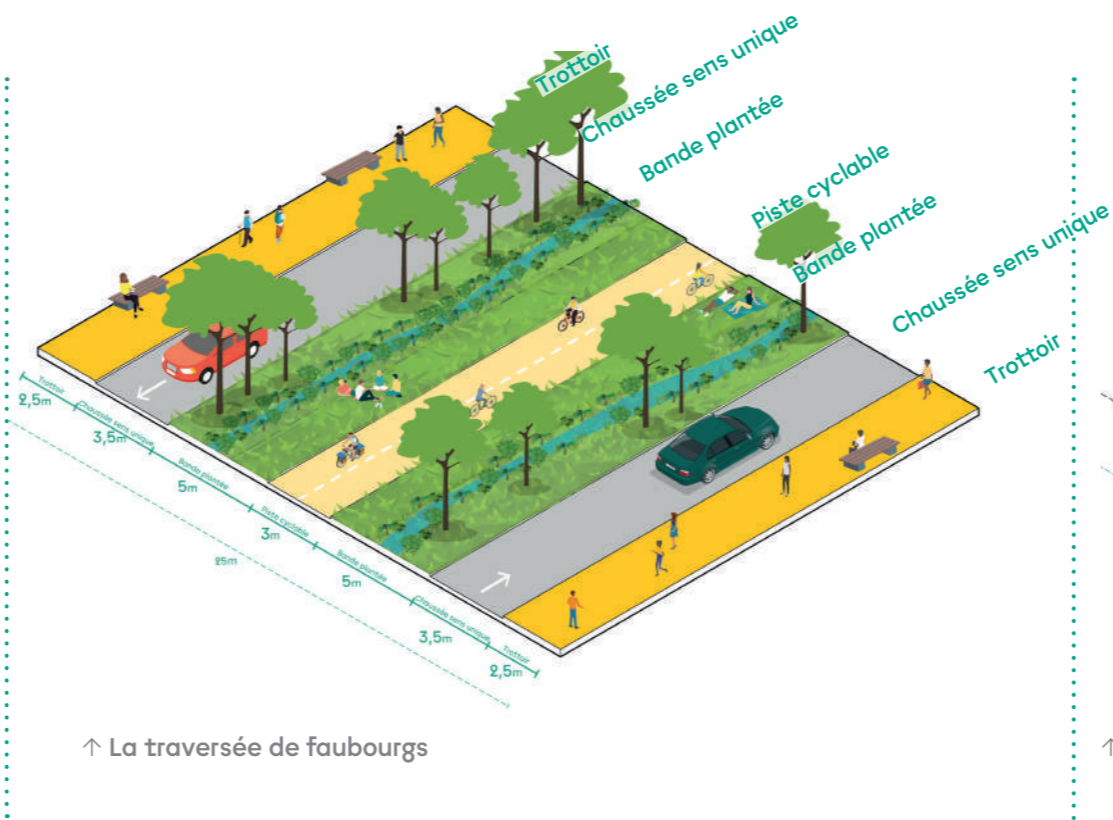 Trottoir
Chaussée sens unique
Bande plantée
Piste cyclable
Bande plantée
Chaussée sens unique
Trottoir
Trottoir
2,5m
Chaussée sens unique
3,5m
Bande plantée
5m
Piste cyclable
3m
Bande plantée
5m
Chaussée sens unique
3,5m
Trottoir
2,5m
25m
↑ La traversée de faubourgs